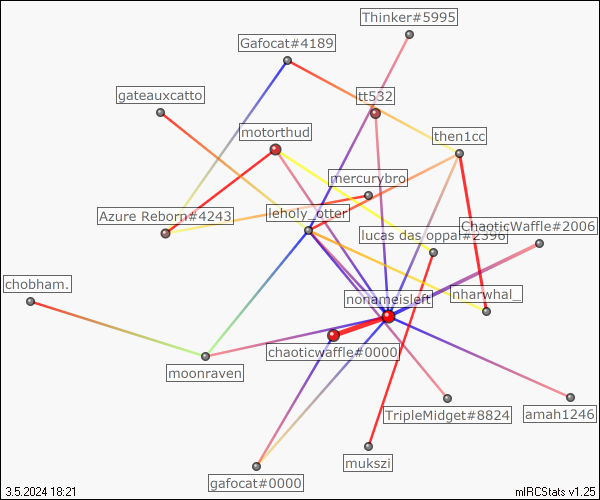 Thinker#5995
Gafocat#4189
gateauxcatto
tt532
motorthud
then1cc
mercurybro
Azure Reborn#4243
leholy_otter
ChaoticWaffle#2006
lucas das oppai#2396
chobham.
nonameisleft
nharwhal_
chaoticwaffle#0000
moonraven
TripleMidget#8824
amah1246
mukszi
gafocat#0000
3.5.2024 18:21
mIRCStats v1.25